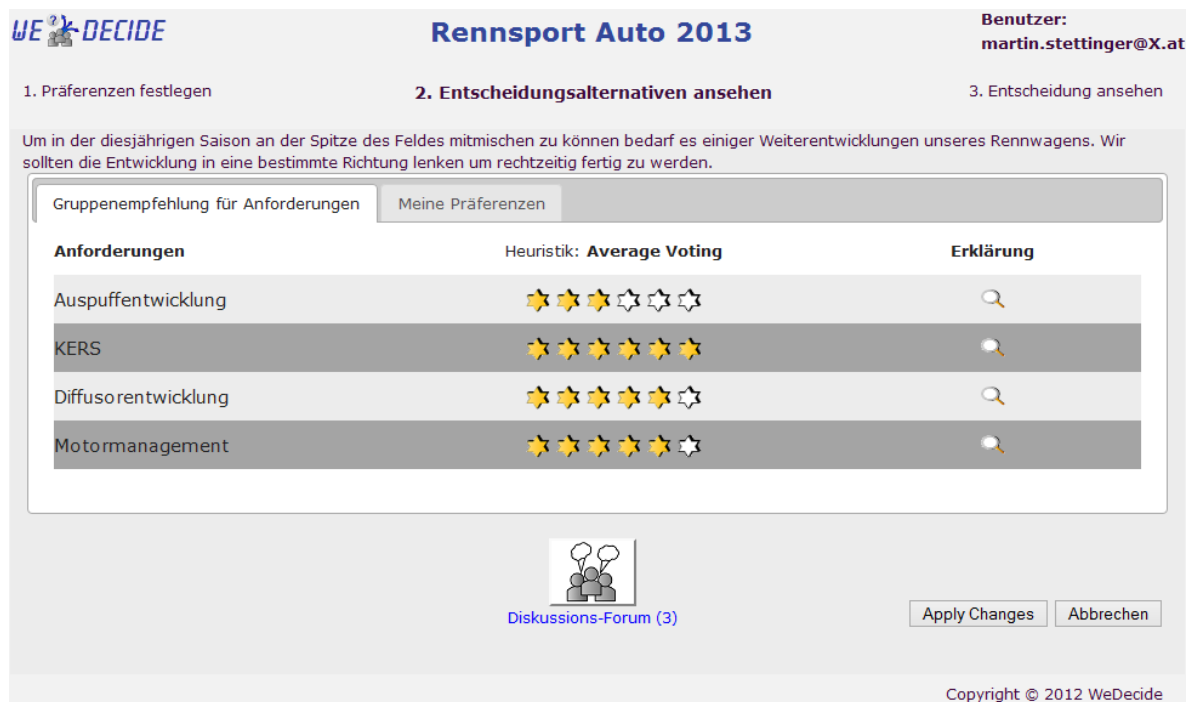 WE DECIDE
Rennsport Auto 2013
Benutzer:
martin.stettinger@X.at
1. Präferenzen festlegen
2. Entscheidungsalternativen ansehen
3. Entscheidung ansehen
Um in der diesjährigen Saison an der Spitze des Feldes mitmischen zu können bedarf es einiger Weiterentwicklungen unseres Rennwagens. Wir
sollten die Entwicklung in eine bestimmte Richtung lenken um rechtzeitig fertig zu werden.
Gruppenempfehlung für Anforderungen
Meine Präferenzen
Anforderungen
Heuristik: Average Voting
Erklärung
Auspuffentwicklung
KERS
Diffusorentwicklung
Motormanagement
Diskussions-Forum (3)
Apply Changes
Abbrechen
Copyright © 2012 WeDecide